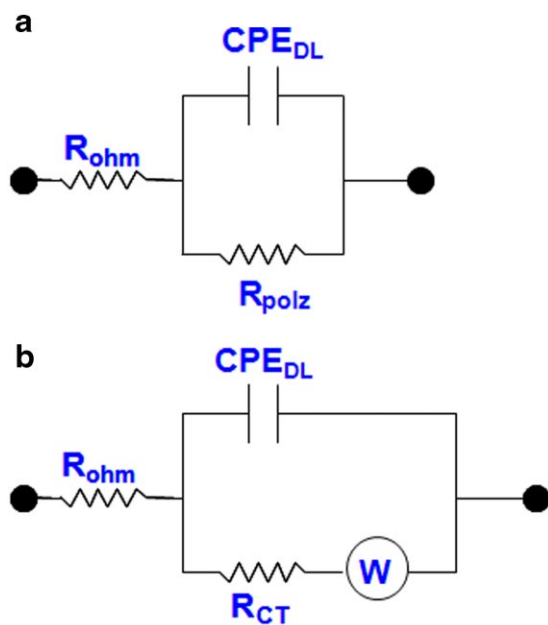 a
CPE_DL
R_ohm
R_polz
b
CPE_DL
R_ohm
W
R_CT